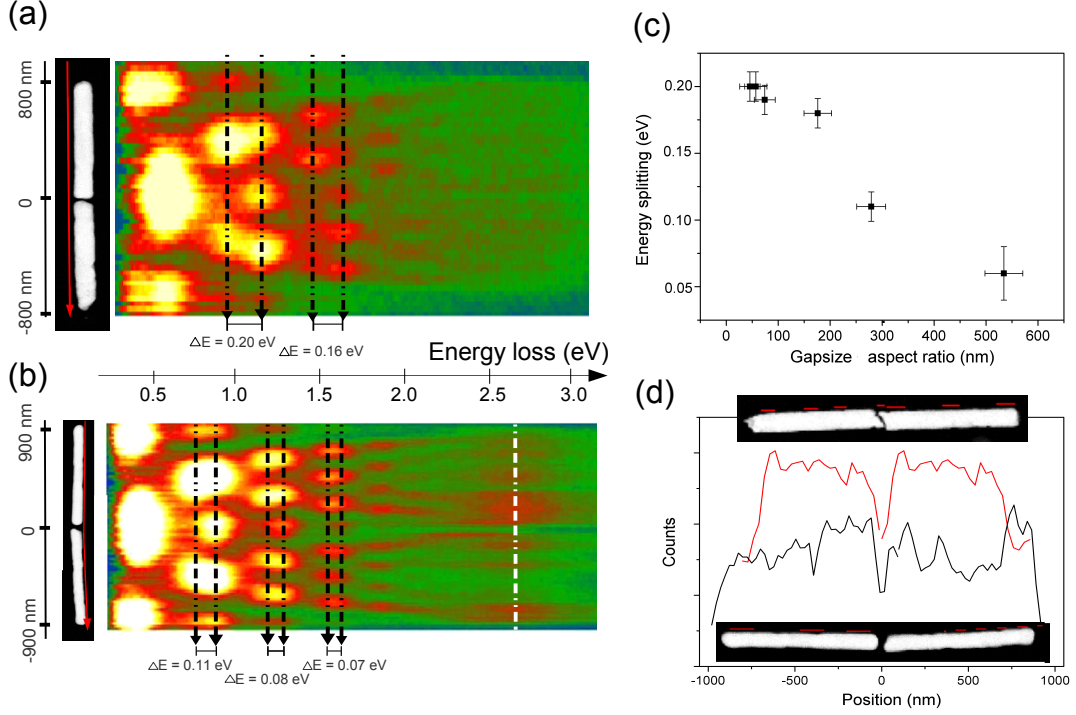 (a)
800 nm
0
-800 nm
△E = 0.20 eV
△E = 0.16 eV
Energy loss (eV)
0.5 1.0 1.5 2.0 2.5 3.0
(b)
900 nm
0
-900 nm
△E = 0.11 eV
△E = 0.08 eV
△E = 0.07 eV
(c)
Energy splitting (eV)
0.20
0.15
0.10
0.05
0 100 200 300 400 500 600
Gapsize aspect ratio (nm)
(d)
Counts
-1000 -500 0 500 1000
Position (nm)